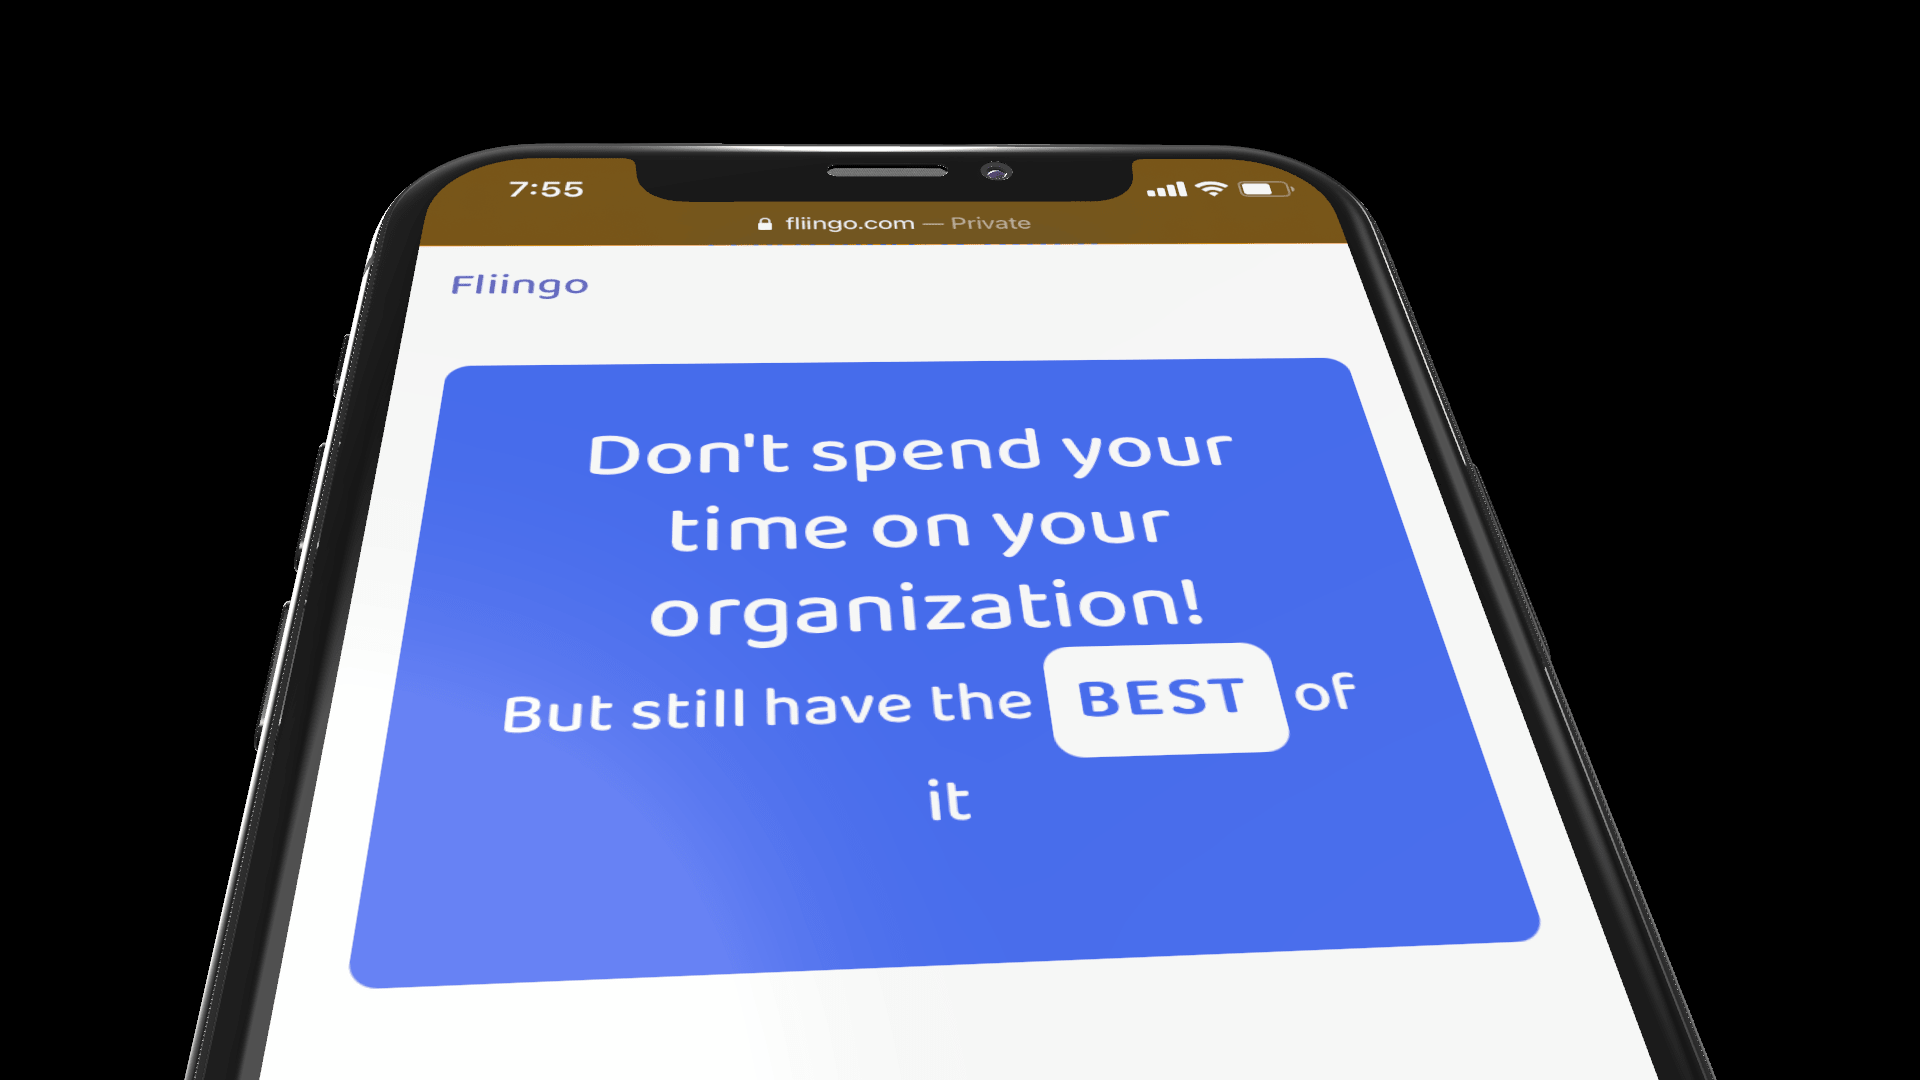 7:55
fliingo.com — Private
Fliingo
Don't spend your
time on your
organization!
But still have the BEST of
it